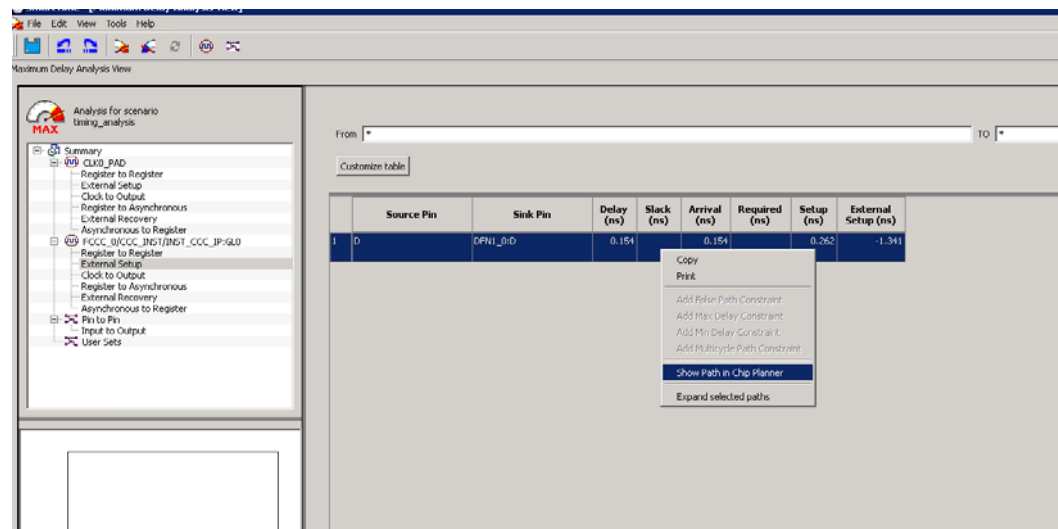 File Edit View Tools Help
Maximum Delay Analysis View
MAX
Analysis for scenario
timing_analysis
Summary
CLK0_PAD
Register to Register
External Setup
Clock to Output
Register to Asynchronous
External Recovery
Asynchronous to Register
FCCC_0/CCC_INST/INST_CCC_IP:GL0
Register to Register
External Setup
Clock to Output
Register to Asynchronous
External Recovery
Asynchronous to Register
Pin to Pin
Input to Output
User Sets
From * TO *
Customize table
Source Pin Sink Pin Delay (ns) Slack (ns) Arrival (ns) Required (ns) Setup (ns) External Setup (ns)
1 D DFN1_0:D 0.154 0.154 0.262 -1.341
Copy
Print
Add False Path Constraint
Add Max Delay Constraint
Add Min Delay Constraint
Add Multicycle Path Constraint
Show Path in Chip Planner
Expand selected paths